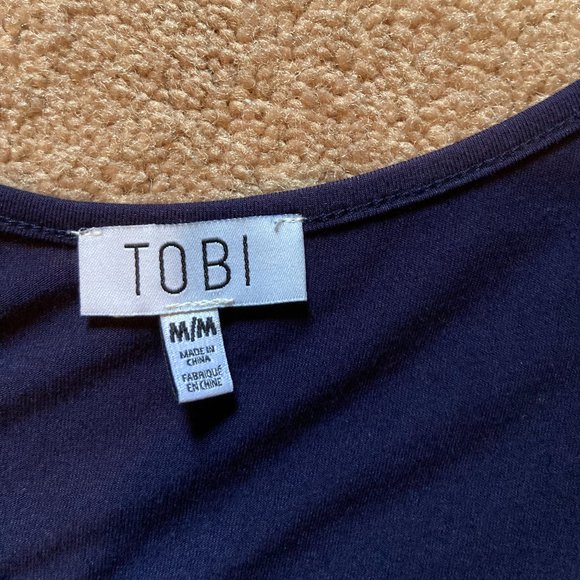 TOBI
M/M
MADE IN
CHINA
FABRIQUÉ
EN CHINE